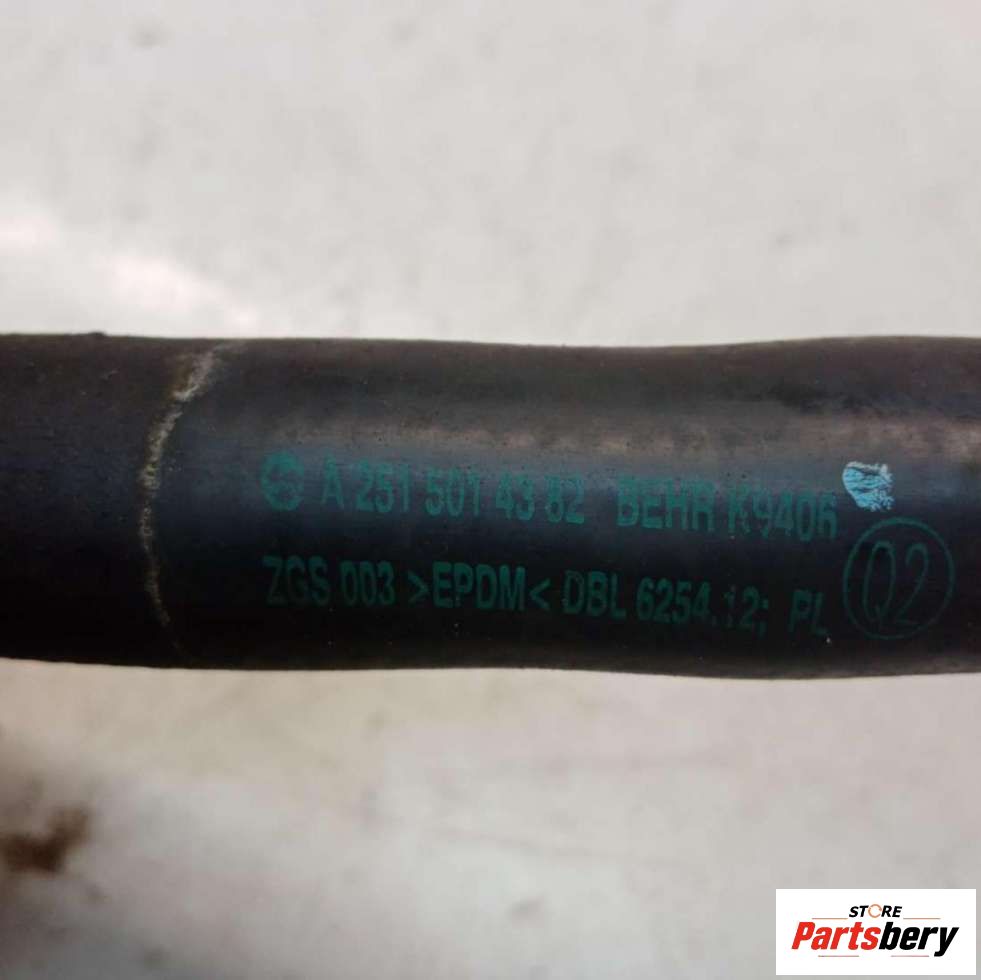 A 251 501 43 82 BEHR K9406
ZGS 003 >EPDM< DBL 6254.12; PL
Q2
STORE
Partsbery